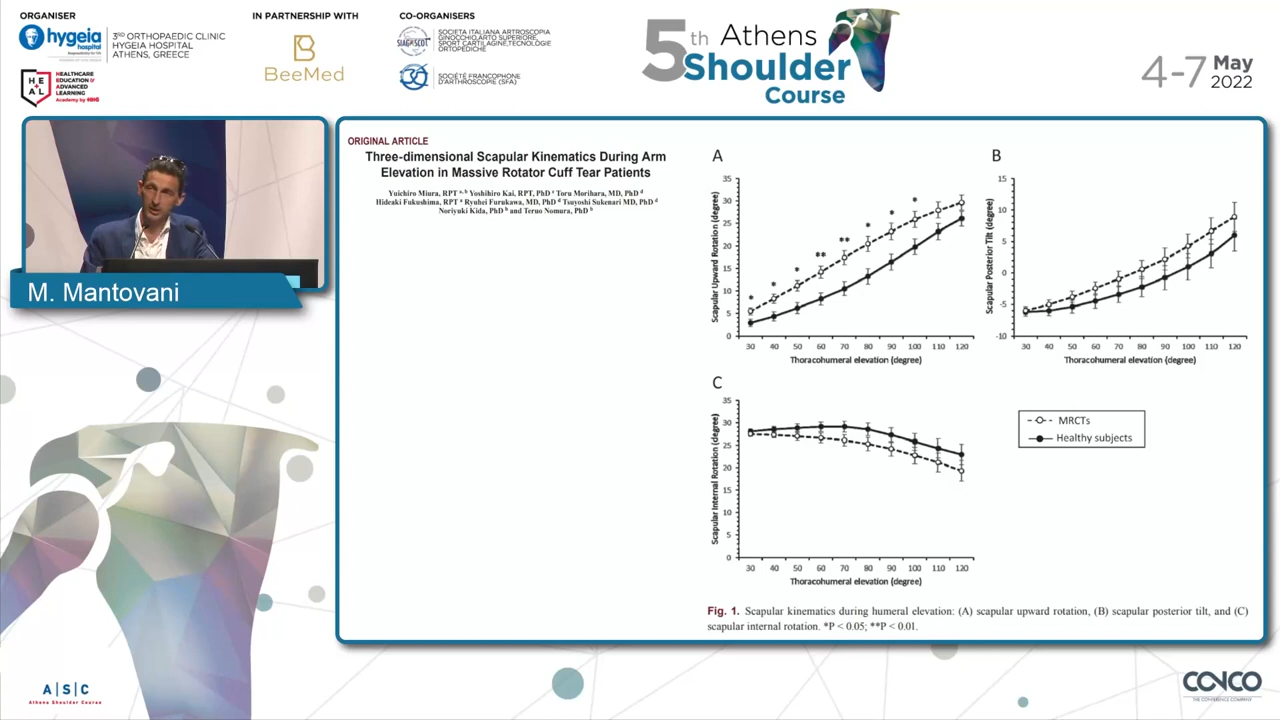 ORGANISER
hygeia
hospital
3RD ORTHOPAEDIC CLINIC
HYGEIA HOSPITAL
ATHENS, GREECE
HEAL
HEALTHCARE
EDUCATION &
ADVANCED
LEARNING
Academy by HHG
IN PARTNERSHIP WITH
BeeMed
CO-ORGANISERS
SIAGASCOT
SOCIETA ITALIANA ARTROSCOPIA
GINOCCHIO,ARTO SUPERIORE,
SPORT CARTILAGINE,TECNOLOGIE
ORTOPEDICHE
SOCIÉTÉ FRANCOPHONE
D'ARTHROSCOPIE (SFA)
5th Athens
Shoulder
Course
4-7 May
2022
M. Mantovani
ORIGINAL ARTICLE
Three-dimensional Scapular Kinematics During Arm
Elevation in Massive Rotator Cuff Tear Patients
Yuichiro Miura, RPT a, b Yoshihiro Kai, RPT, PhD c Toru Morihara, MD, PhD d
Hideaki Fukushima, RPT a Ryuhei Furukawa, MD, PhD d Tsuyoshi Sukenari MD, PhD d
Noriyuki Kida, PhD b and Teruo Nomura, PhD b
A
Scapular Upward Rotation (degree)
35
30
25
20
15
10
5
0
* * * ** ** * * *
30 40 50 60 70 80 90 100 110 120
Thoracohumeral elevation (degree)
B
Scapular Posterior Tilt (degree)
15
10
5
0
-5
-10
30 40 50 60 70 80 90 100 110 120
Thoracohumeral elevation (degree)
C
Scapular Internal Rotation (degree)
35
30
25
20
15
10
5
0
30 40 50 60 70 80 90 100 110 120
Thoracohumeral elevation (degree)
MRCTs
Healthy subjects
Fig. 1. Scapular kinematics during humeral elevation: (A) scapular upward rotation, (B) scapular posterior tilt, and (C)
scapular internal rotation. *P < 0.05; **P < 0.01.
A|S|C
Athens Shoulder Course
CONCO
THE CONFERENCE COMPANY